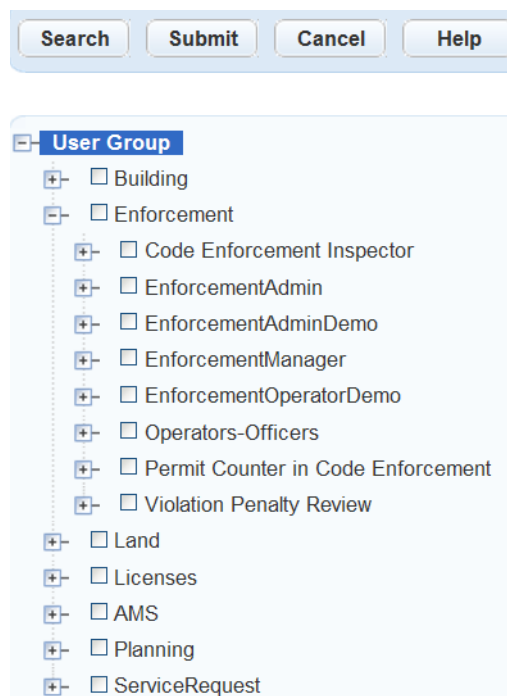 Search Submit Cancel Help
User Group
Building
Enforcement
Code Enforcement Inspector
EnforcementAdmin
EnforcementAdminDemo
EnforcementManager
EnforcementOperatorDemo
Operators-Officers
Permit Counter in Code Enforcement
Violation Penalty Review
Land
Licenses
AMS
Planning
ServiceRequest